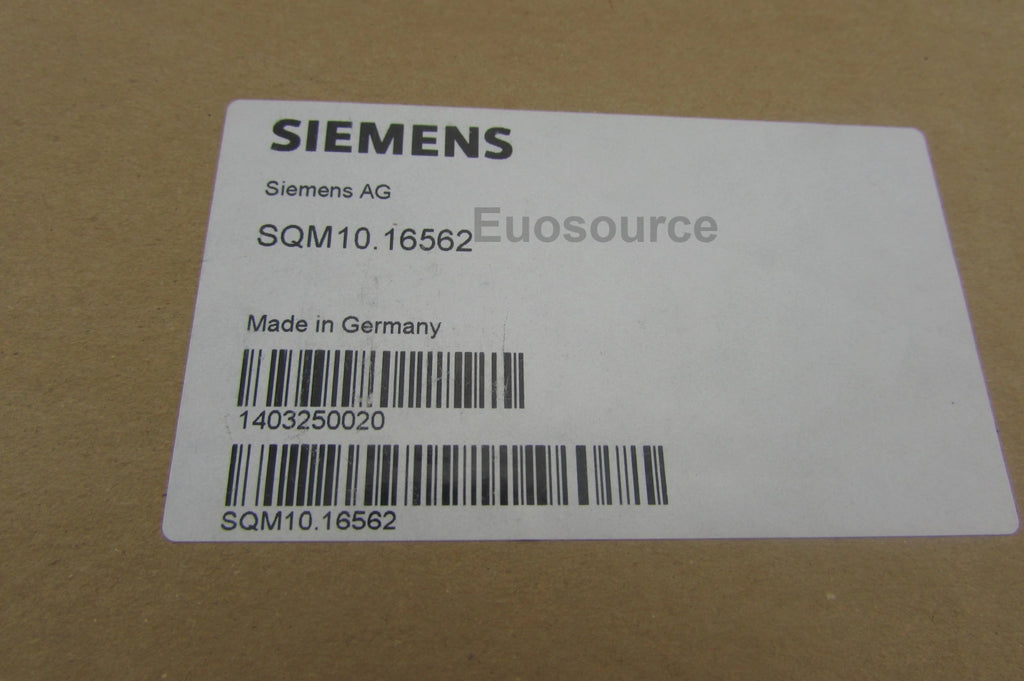 SIEMENS
Siemens AG
SQM10.16562
Euosource
Made in Germany
1403250020
SQM10.16562